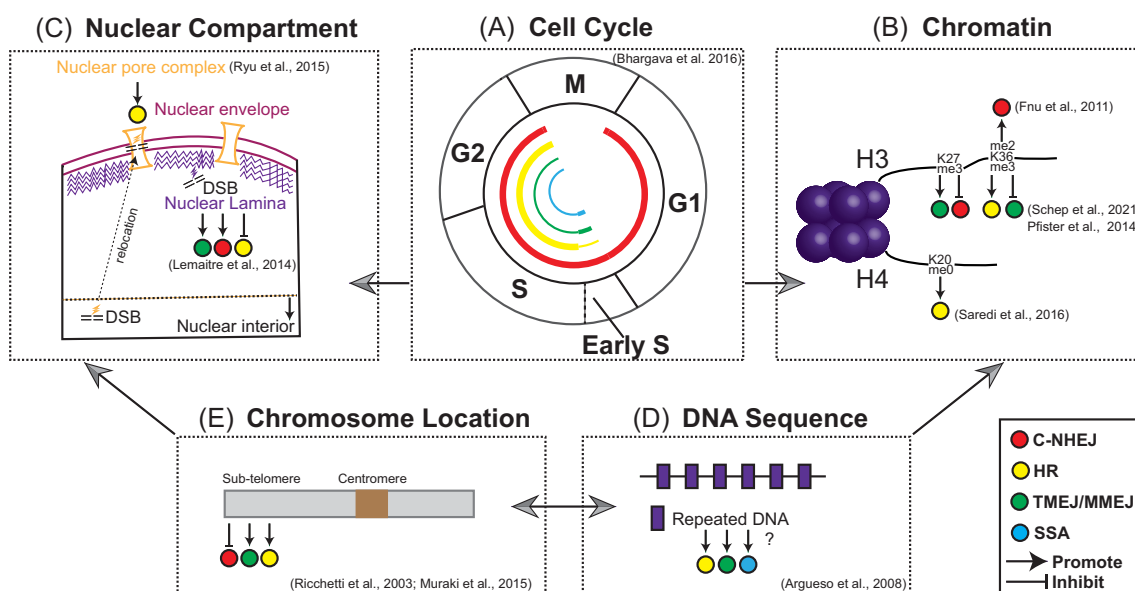 (C) Nuclear Compartment
Nuclear pore complex (Ryu et al., 2015)
Nuclear envelope
DSB
Nuclear Lamina
relocation
(Lemaitre et al., 2014)
DSB
Nuclear interior
(A) Cell Cycle
(Bhargava et al. 2016)
M
G2
G1
S
Early S
(B) Chromatin
(Fnu et al., 2011)
H3
K27
me3
me2
K36
me3
(Schep et al., 2021
Pfister et al., 2014)
H4
K20
me0
(Saredi et al., 2016)
(E) Chromosome Location
Sub-telomere Centromere
(Ricchetti et al., 2003; Muraki et al., 2015)
(D) DNA Sequence
Repeated DNA
?
(Argueso et al., 2008)
C-NHEJ
HR
TMEJ/MMEJ
SSA
Promote
Inhibit